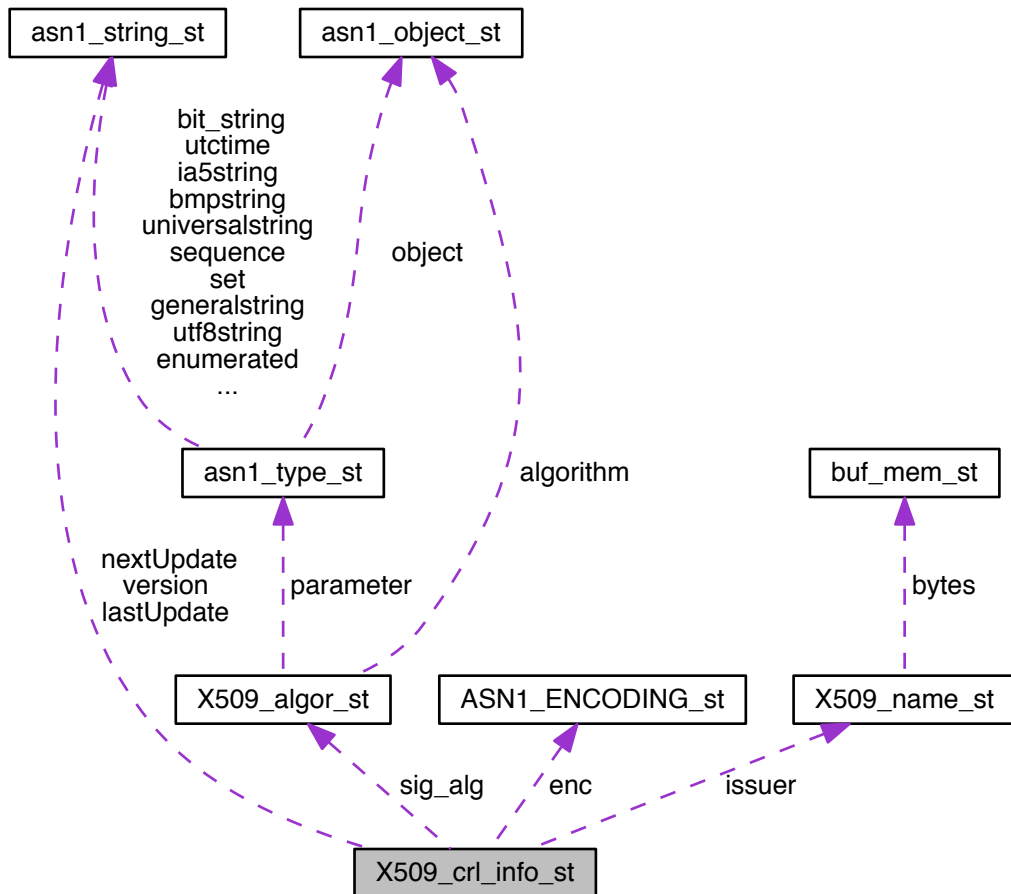 asn1_string_st
asn1_object_st
bit_string
utctime
ia5string
bmpstring
universalstring
sequence
set
generalstring
utf8string
enumerated
...
object
asn1_type_st
algorithm
buf_mem_st
nextUpdate
version
lastUpdate
parameter
bytes
X509_algor_st
ASN1_ENCODING_st
X509_name_st
sig_alg
enc
issuer
X509_crl_info_st